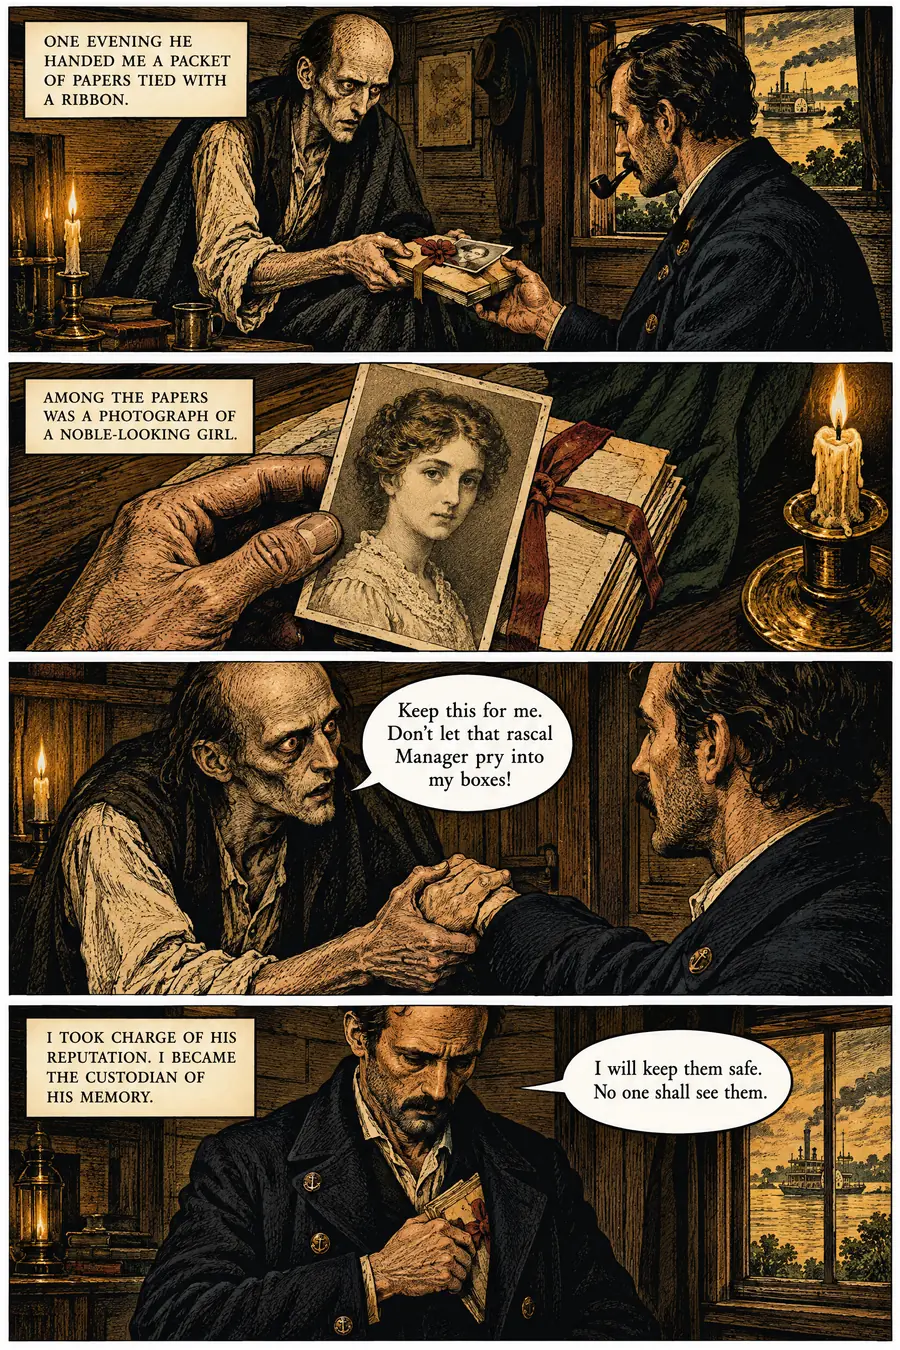 ONE EVENING HE
HANDED ME A PACKET
OF PAPERS TIED WITH
A RIBBON.
AMONG THE PAPERS
WAS A PHOTOGRAPH OF
A NOBLE-LOOKING GIRL.
Keep this for me.
Don't let that rascal
Manager pry into
my boxes!
I TOOK CHARGE OF HIS
REPUTATION. I BECAME
THE CUSTODIAN OF
HIS MEMORY.
I will keep them safe.
No one shall see them.